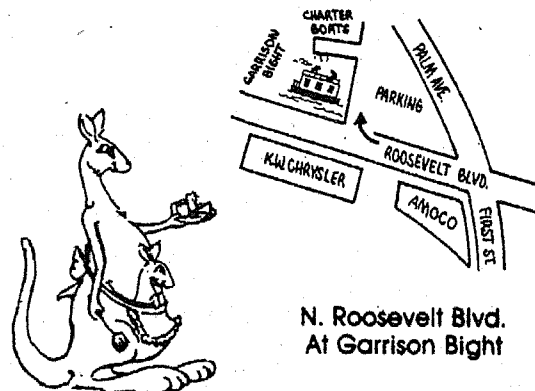 CHARTER
BOATS
GARRISON
BIGHT
PALM AVE.
PARKING
ROOSEVELT BLVD.
K.W CHRYSLER
AMOCO
FIRST ST.
N. Roosevelt Blvd.
At Garrison Bight